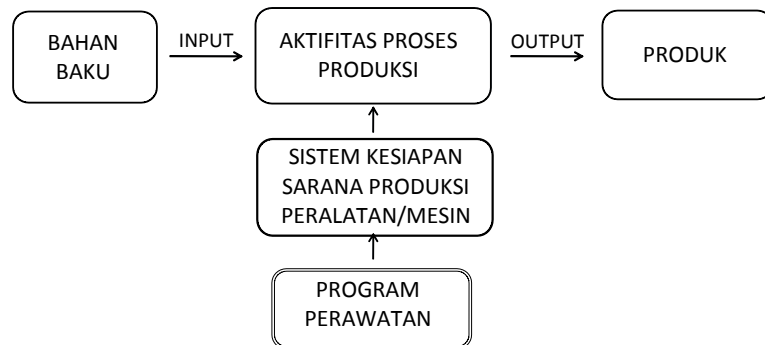 BAHAN
BAKU
INPUT
AKTIFITAS PROSES
PRODUKSI
OUTPUT
PRODUK
SISTEM KESIAPAN
SARANA PRODUKSI
PERALATAN/MESIN
PROGRAM
PERAWATAN